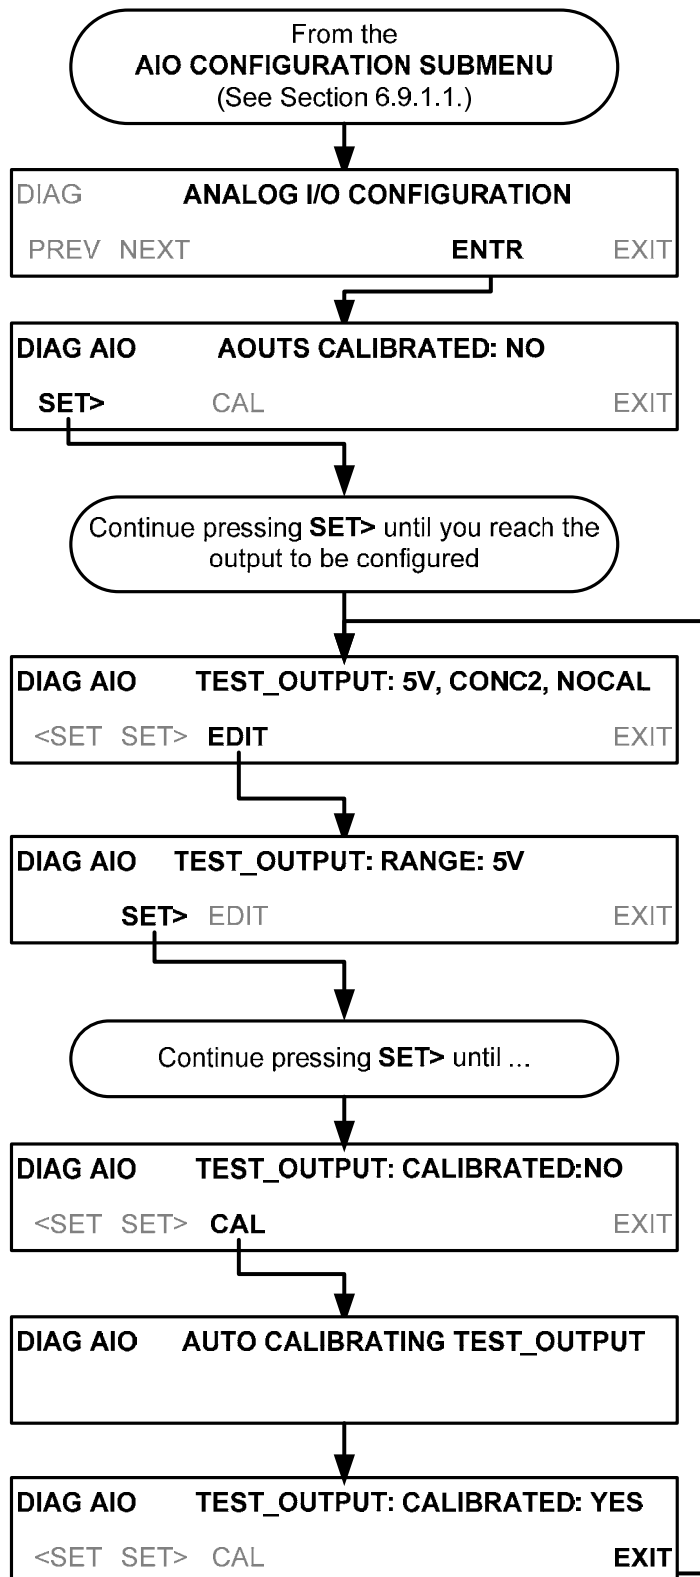 From the
AIO CONFIGURATION SUBMENU
(See Section 6.9.1.1.)
DIAG ANALOG I/O CONFIGURATION
PREV NEXT ENTR EXIT
DIAG AIO AOUTS CALIBRATED: NO
SET> CAL EXIT
Continue pressing SET> until you reach the
output to be configured
DIAG AIO TEST_OUTPUT: 5V, CONC2, NOCAL
<SET SET> EDIT EXIT
DIAG AIO TEST_OUTPUT: RANGE: 5V
SET> EDIT EXIT
Continue pressing SET> until ...
DIAG AIO TEST_OUTPUT: CALIBRATED:NO
<SET SET> CAL EXIT
DIAG AIO AUTO CALIBRATING TEST_OUTPUT
DIAG AIO TEST_OUTPUT: CALIBRATED: YES
<SET SET> CAL EXIT